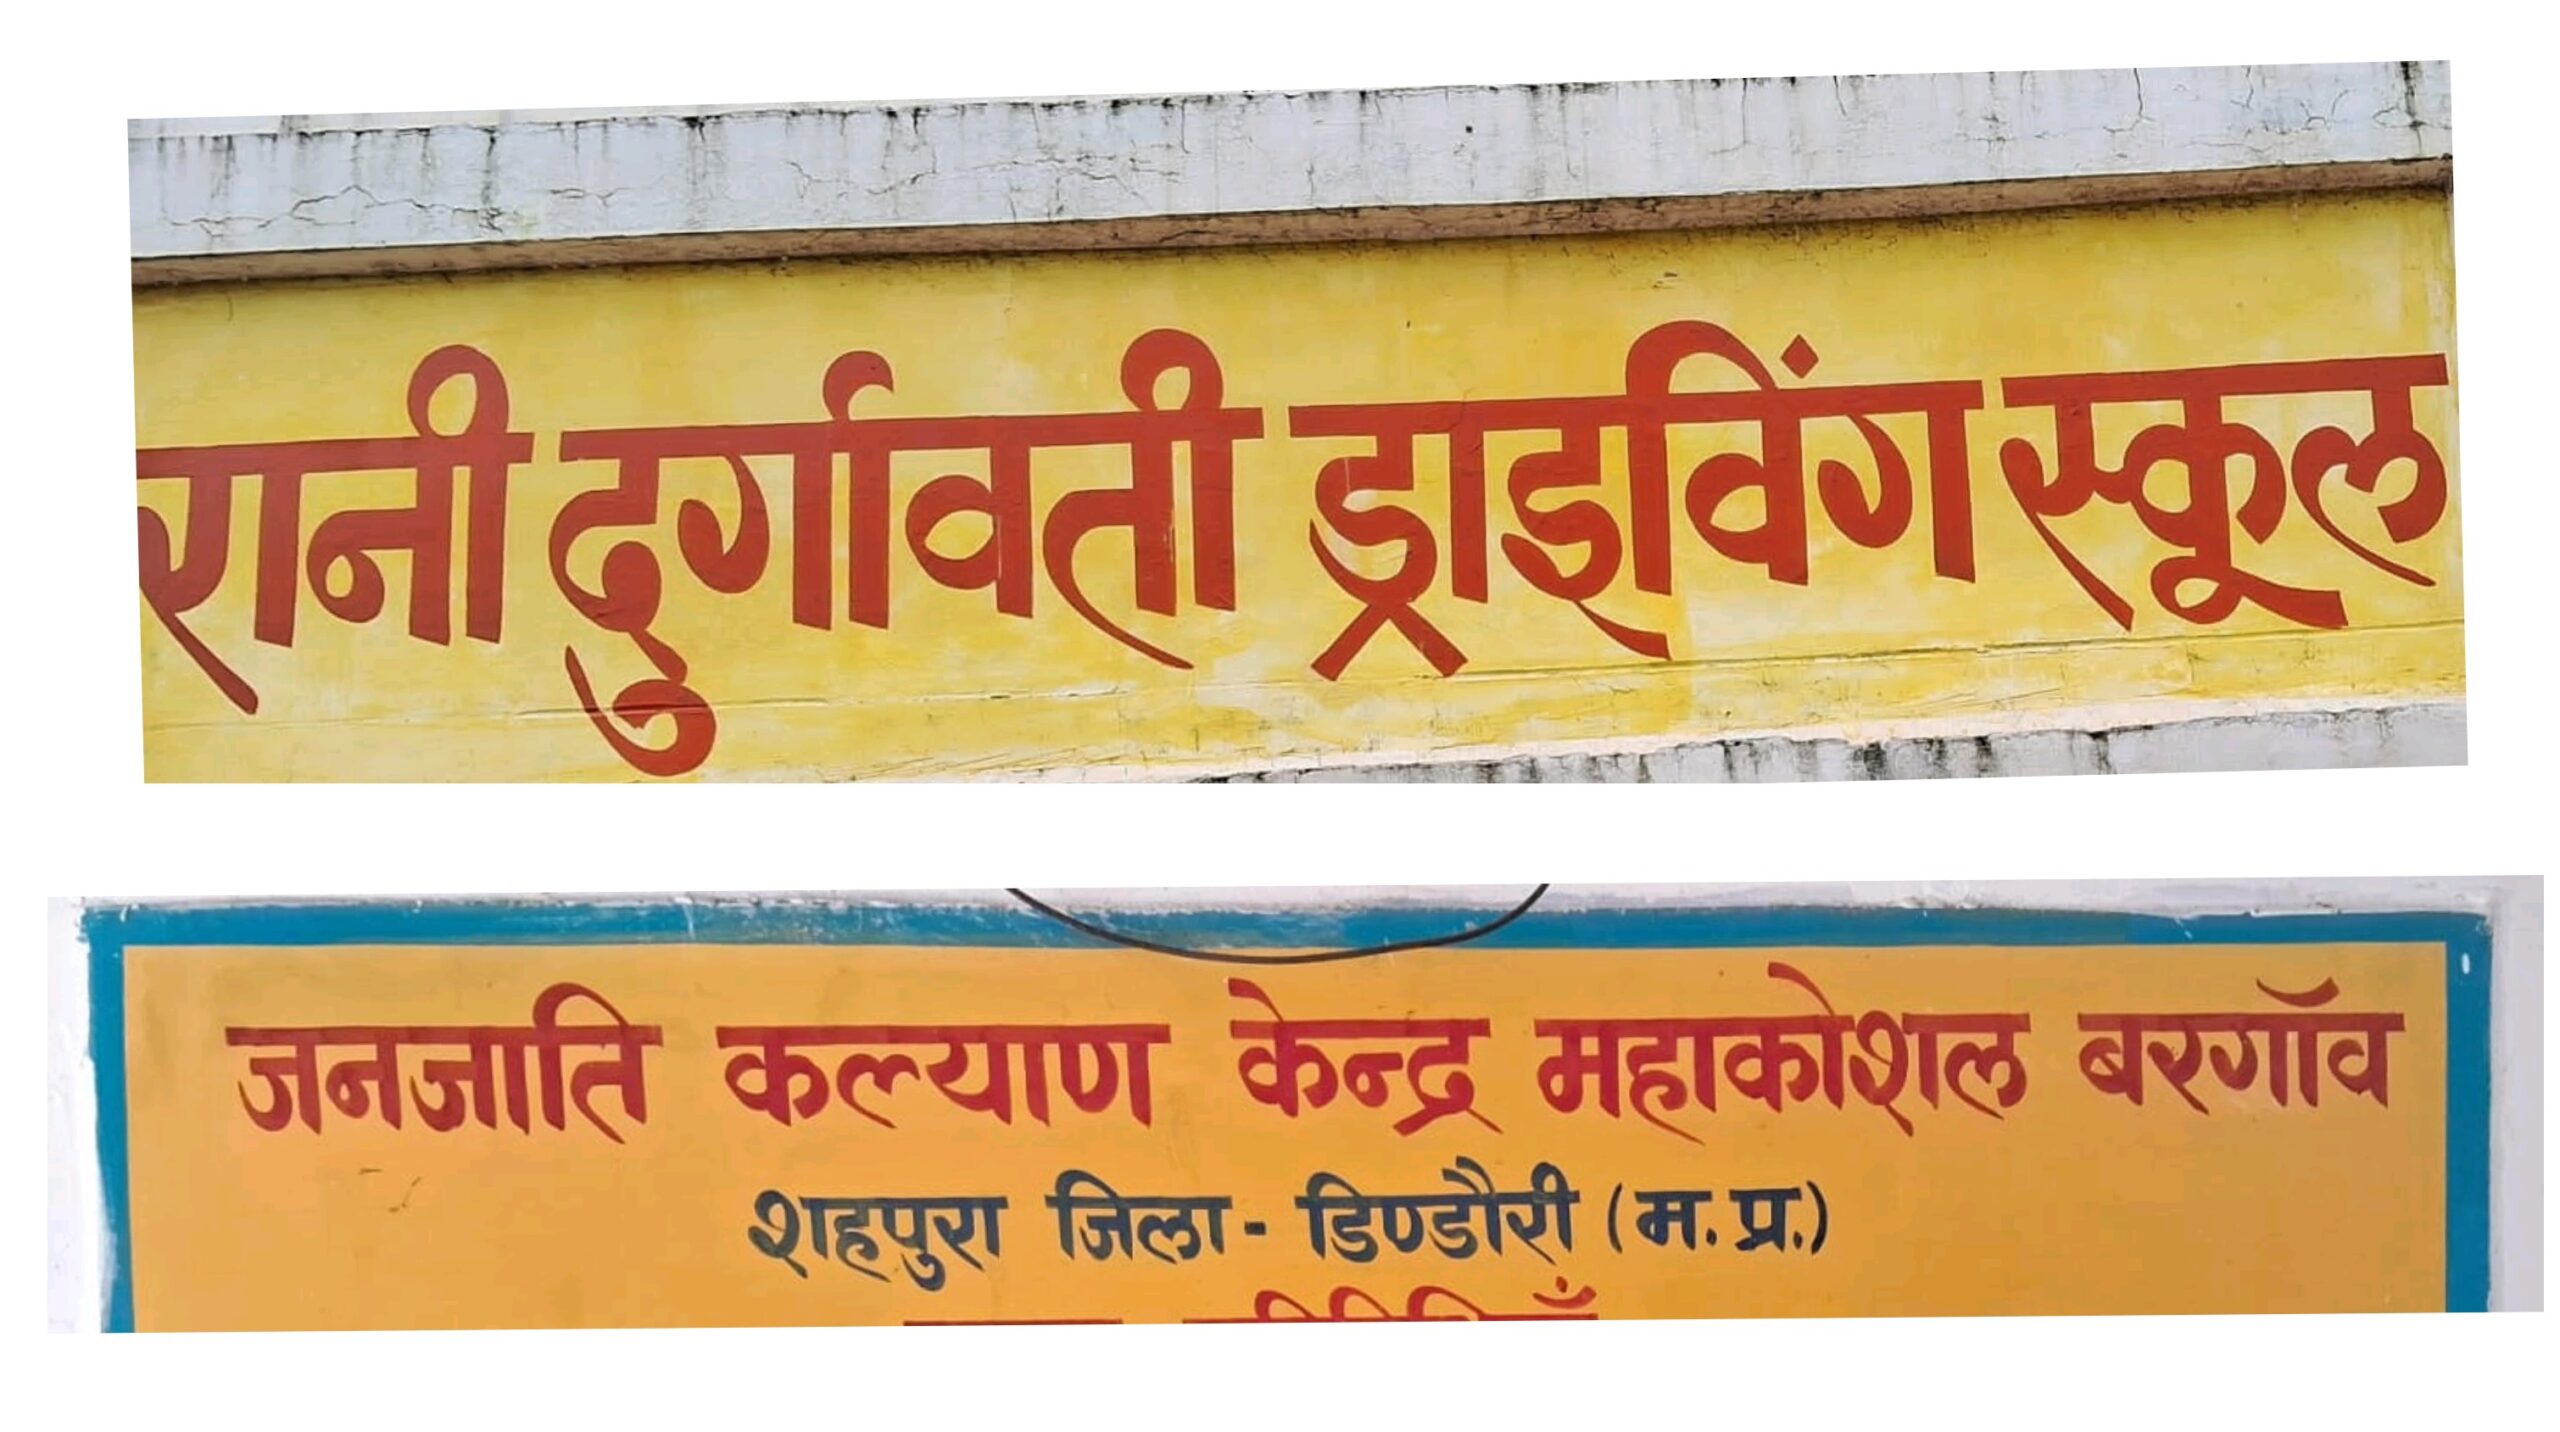 रानी दुर्गावती ड्राइविंग स्कूल
जनजाति कल्याण केन्द्र महाकोशल बरगॉव
शहपुरा जिला - डिण्डौरी (म. प्र.)